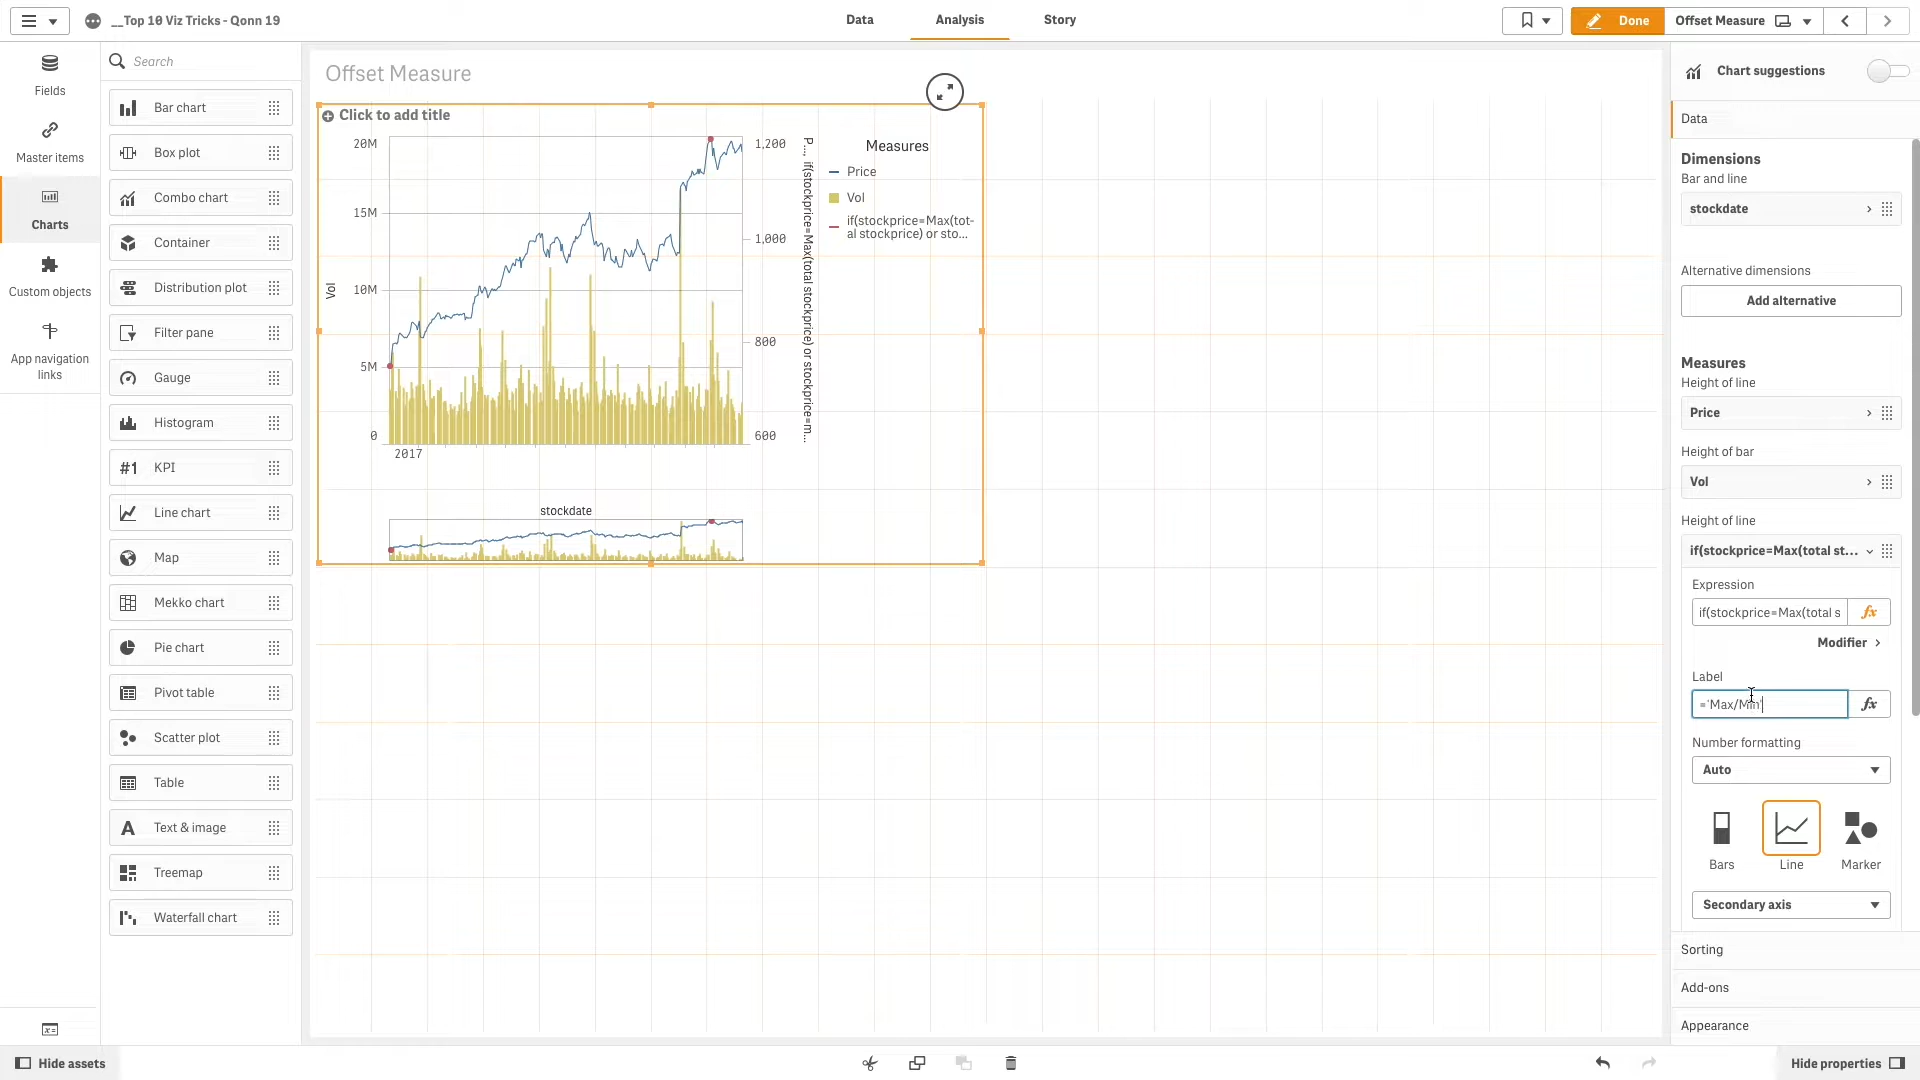 __Top 10 Viz Tricks - Qonn 19
Data
Analysis
Story
Done
Offset Measure
Fields
Master items
Charts
Custom objects
App navigation
links
Search
Bar chart
Box plot
Combo chart
Container
Distribution plot
Filter pane
Gauge
Histogram
#1 KPI
Line chart
Map
Mekko chart
Pie chart
Pivot table
Scatter plot
Table
A Text & image
Treemap
Waterfall chart
Offset Measure
Click to add title
20M
15M
10M
5M
0
Vol
1,200
1,000
800
600
P..., if(stockprice=Max(total stockprice) or stockprice=m...
2017
stockdate
Measures
Price
Vol
if(stockprice=Max(tot-
al stockprice) or sto...
Chart suggestions
Data
Dimensions
Bar and line
stockdate
Alternative dimensions
Add alternative
Measures
Height of line
Price
Height of bar
Vol
Height of line
if(stockprice=Max(total st...
Expression
if(stockprice=Max(total s
fx
Modifier
Label
='Max/Min'
fx
Number formatting
Auto
Bars
Line
Marker
Secondary axis
Sorting
Add-ons
Appearance
Hide assets
Hide properties